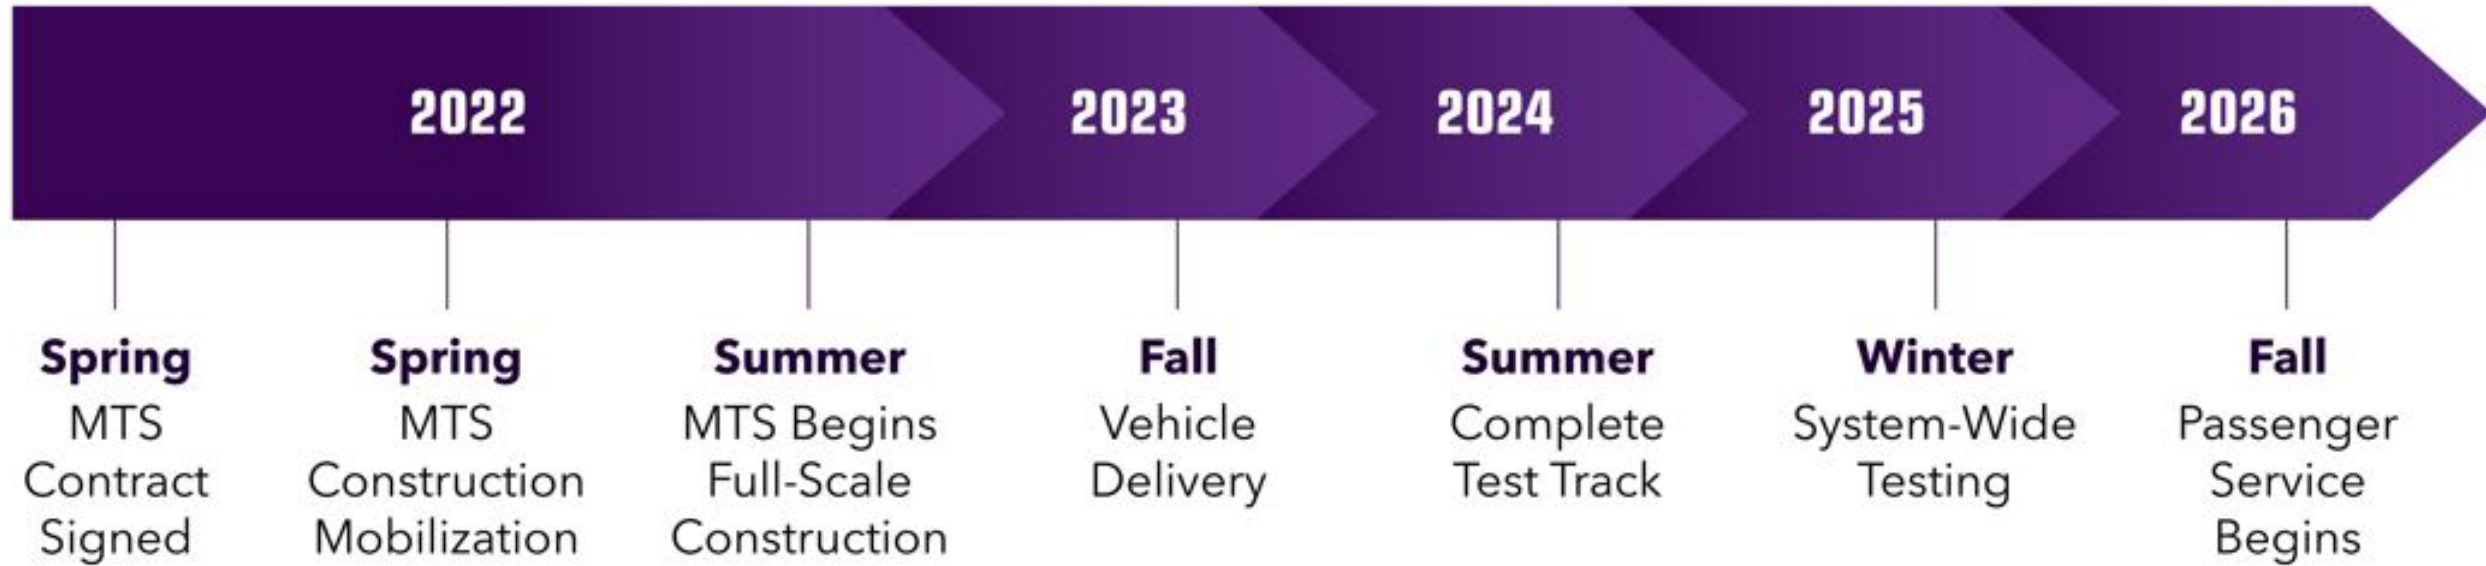 2022
2023
2024
2025
2026
Spring
MTS
Contract
Signed
Spring
MTS
Construction
Mobilization
Summer
MTS Begins
Full-Scale
Construction
Fall
Vehicle
Delivery
Summer
Complete
Test Track
Winter
System-Wide
Testing
Fall
Passenger
Service
Begins